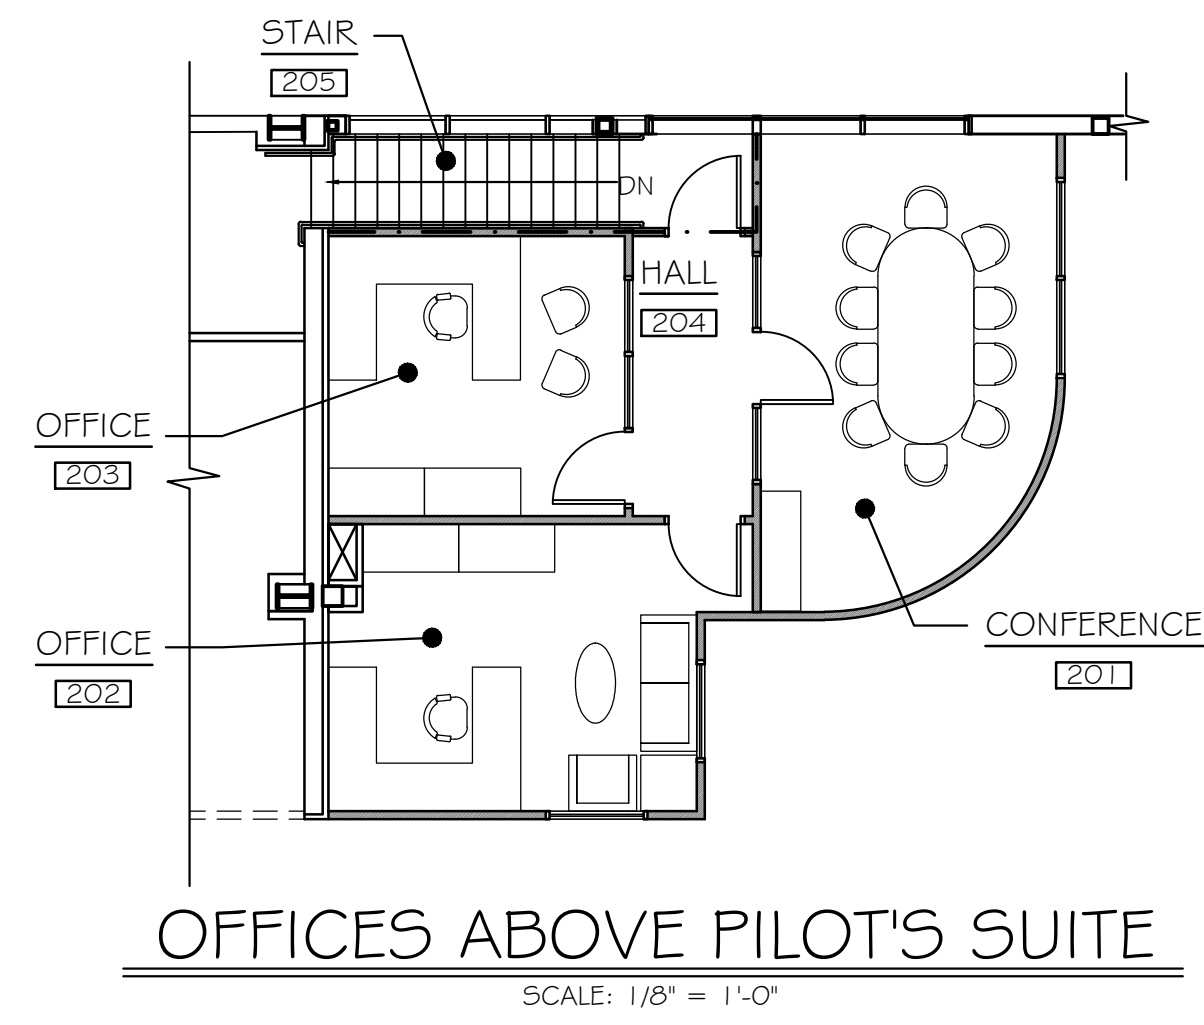 STAIR
205
DN
HALL
204
OFFICE
203
OFFICE
202
CONFERENCE
201
OFFICES ABOVE PILOT'S SUITE
SCALE: 1/8" = 1'-0"